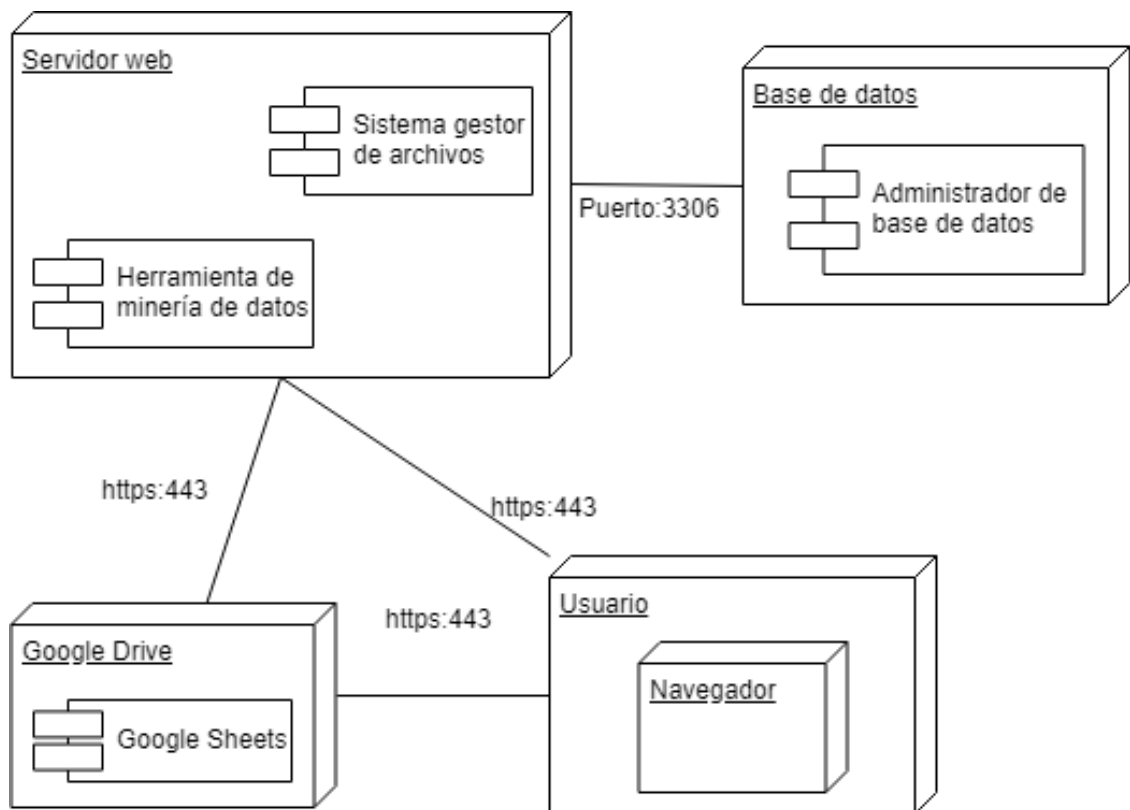 Servidor web
Sistema gestor
de archivos
Herramienta de
minería de datos
Puerto:3306
Base de datos
Administrador de
base de datos
https:443
https:443
https:443
Google Drive
Google Sheets
Usuario
Navegador